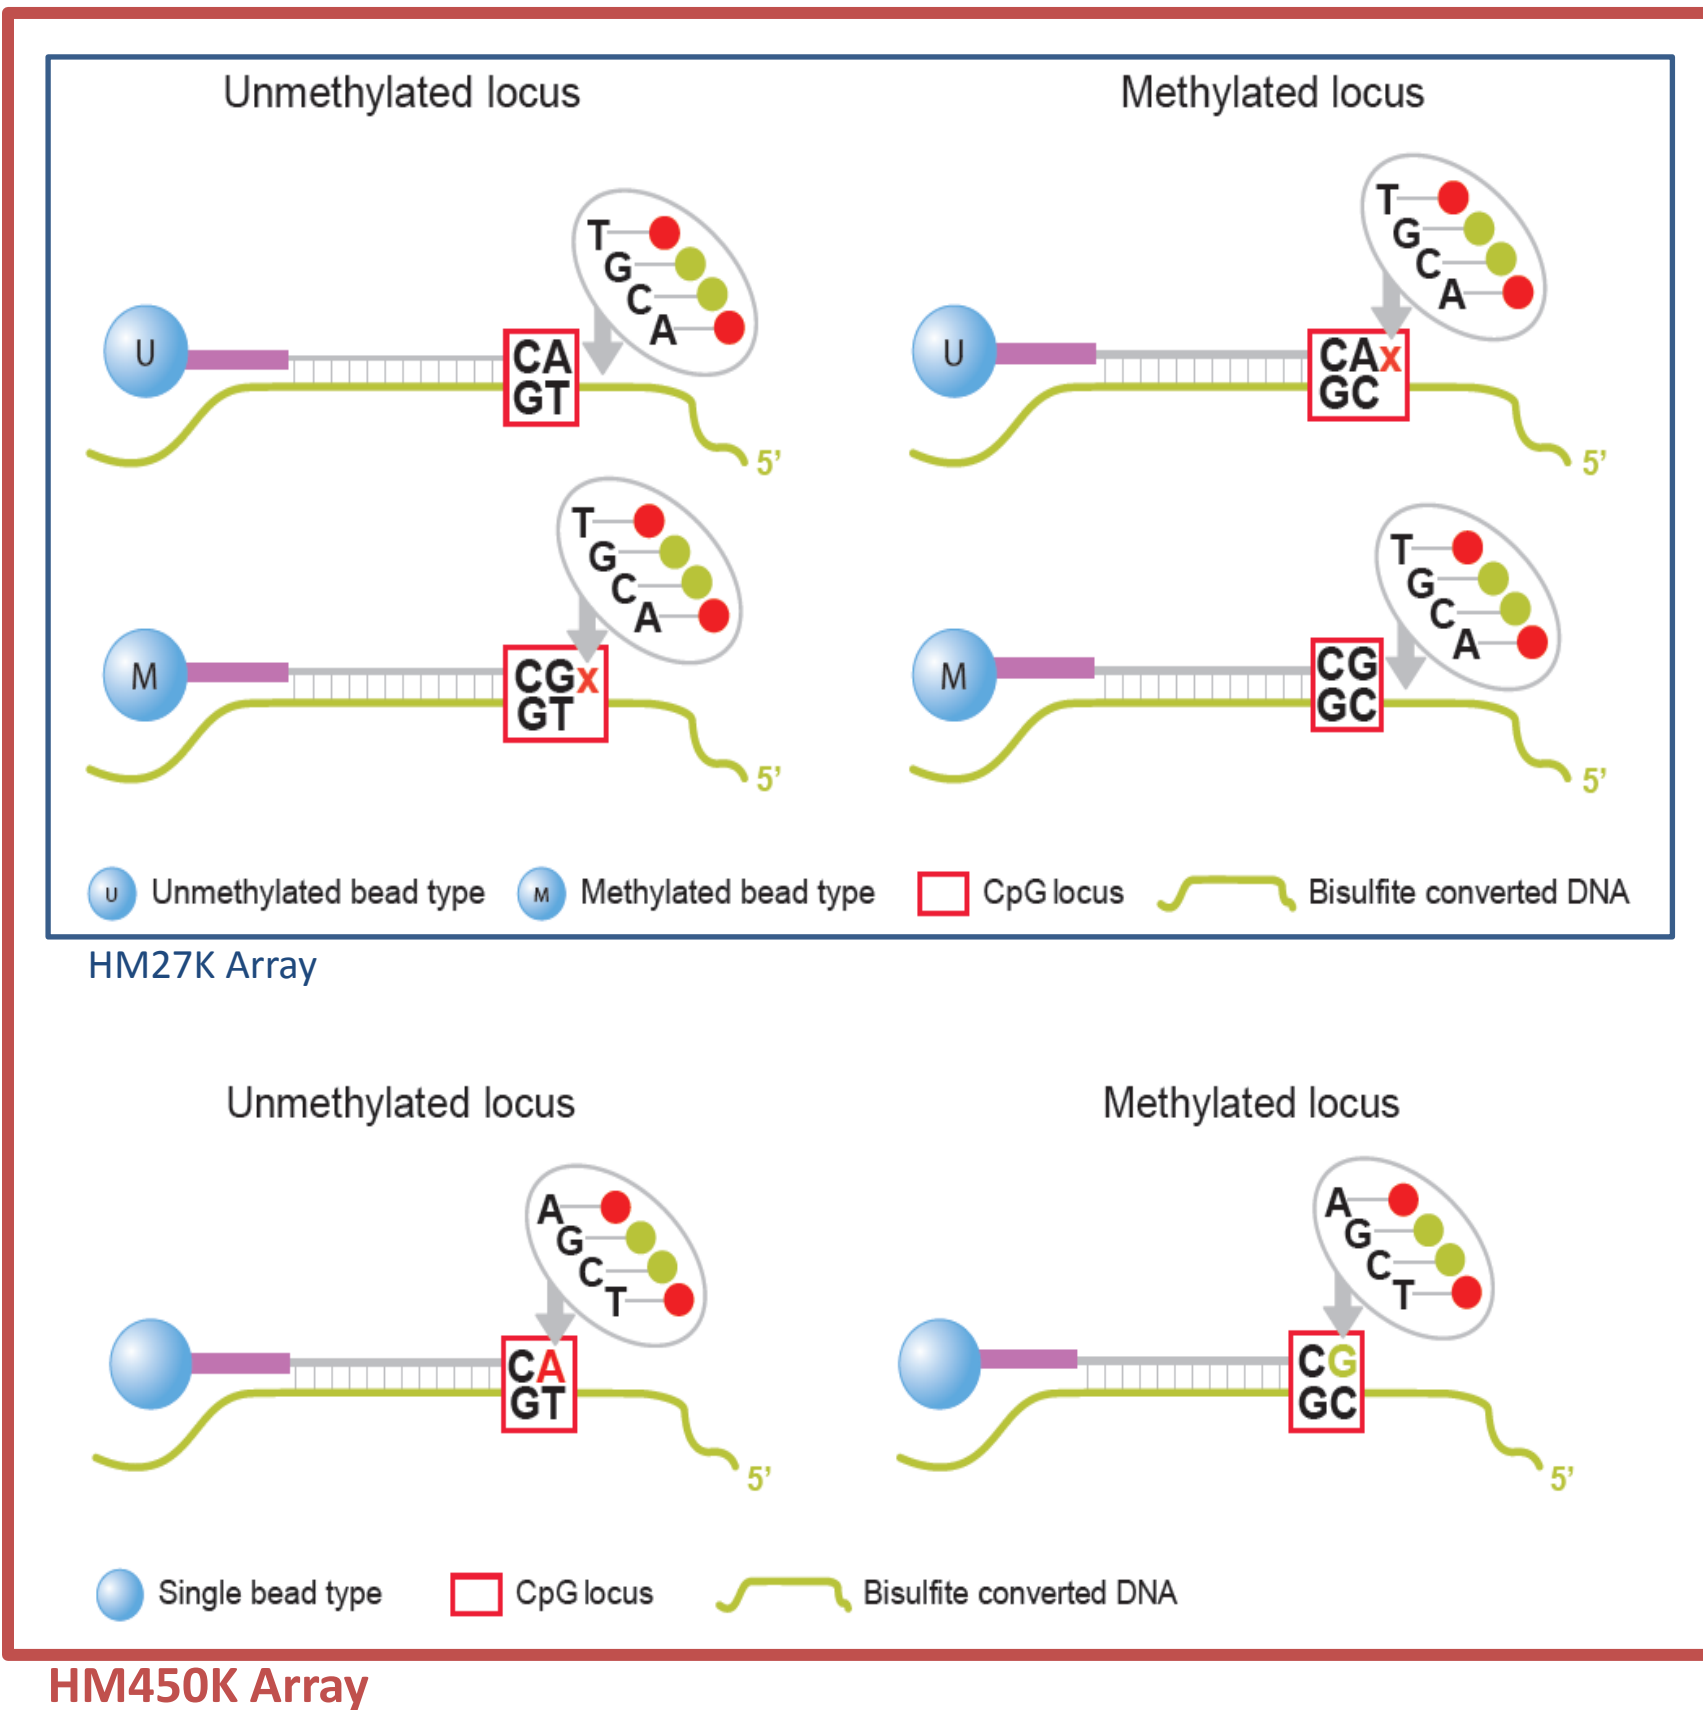 Unmethylated locus
Methylated locus
T
G
C
A
T
G
C
A
U
CA
GT
5’
U
CAx
GC
5’
T
G
C
A
T
G
C
A
M
CGx
GT
5’
M
CG
GC
5’
U Unmethylated bead type M Methylated bead type CpG locus Bisulfite converted DNA
HM27K Array
Unmethylated locus
Methylated locus
A
G
C
T
A
G
C
T
CA
GT
5’
CG
GC
5’
Single bead type CpG locus Bisulfite converted DNA
HM450K Array